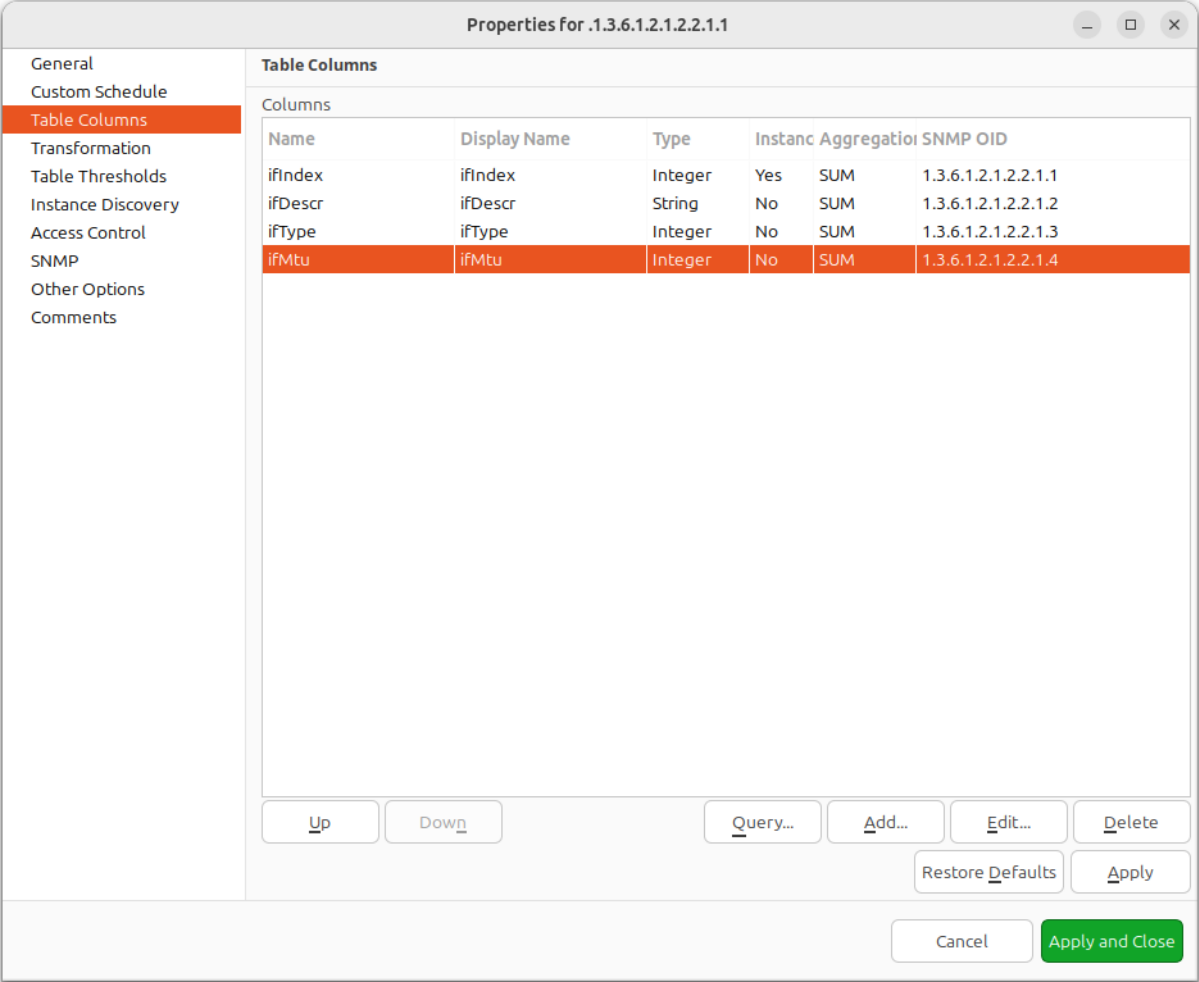 Properties for .1.3.6.1.2.1.2.2.1.1
General
Custom Schedule
Table Columns
Transformation
Table Thresholds
Instance Discovery
Access Control
SNMP
Other Options
Comments
Table Columns
Columns
Name Display Name Type Instanc Aggregation SNMP OID
ifIndex ifIndex Integer Yes SUM 1.3.6.1.2.1.2.2.1.1
ifDescr ifDescr String No SUM 1.3.6.1.2.1.2.2.1.2
ifType ifType Integer No SUM 1.3.6.1.2.1.2.2.1.3
ifMtu ifMtu Integer No SUM 1.3.6.1.2.1.2.2.1.4
Up Down Query... Add... Edit... Delete
Restore Defaults Apply
Cancel Apply and Close